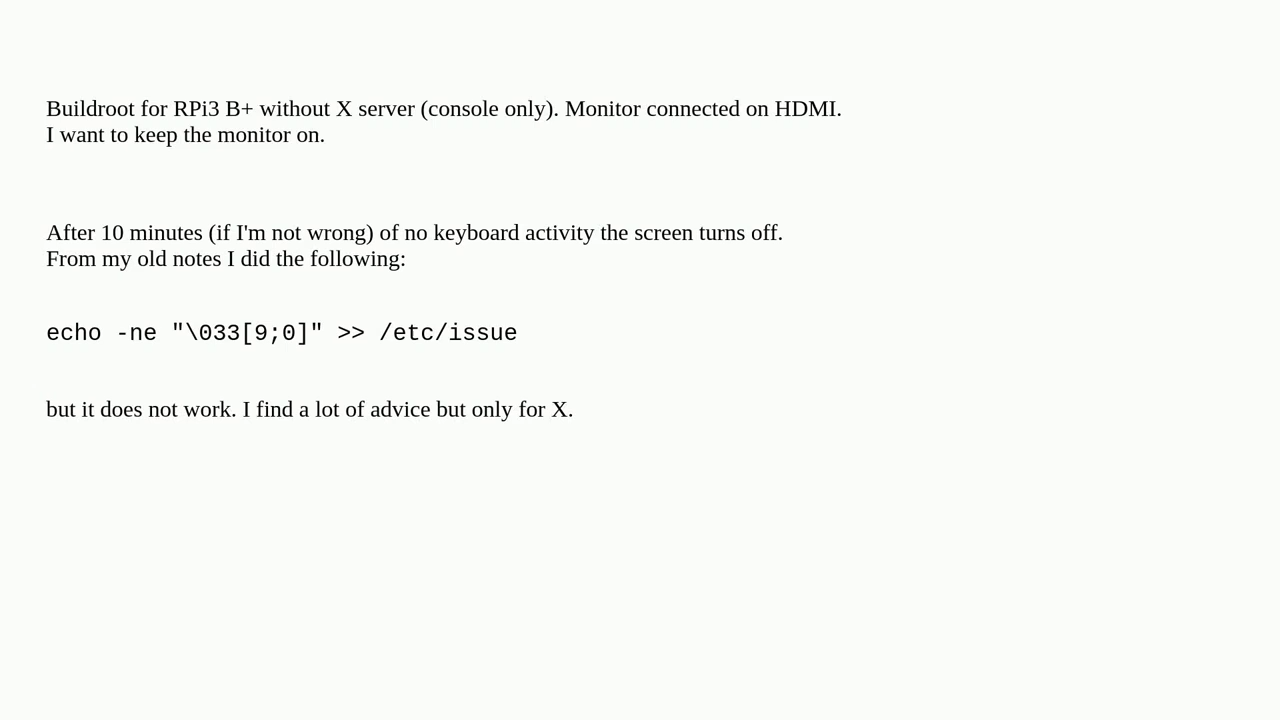 Buildroot for RPi3 B+ without X server (console only). Monitor connected on HDMI.
I want to keep the monitor on.
After 10 minutes (if I'm not wrong) of no keyboard activity the screen turns off.
From my old notes I did the following:
echo -ne "\033[9;0]" >> /etc/issue
but it does not work. I find a lot of advice but only for X.